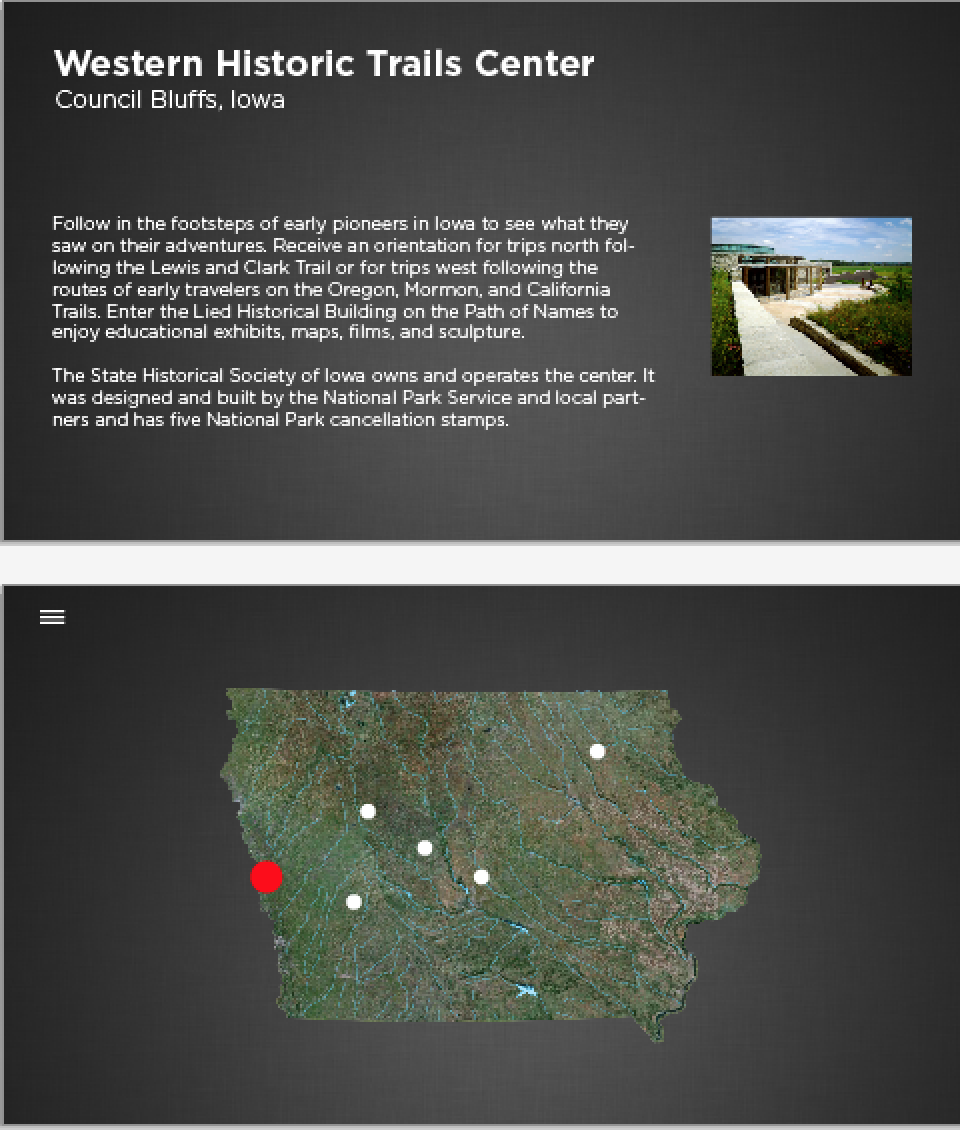 Western Historic Trails Center
Council Bluffs, Iowa
Follow in the footsteps of early pioneers in Iowa to see what they
saw on their adventures. Receive an orientation for trips north fol-
lowing the Lewis and Clark Trail or for trips west following the
routes of early travelers on the Oregon, Mormon, and California
Trails. Enter the Lied Historical Building on the Path of Names to
enjoy educational exhibits, maps, films, and sculpture.
The State Historical Society of Iowa owns and operates the center. It
was designed and built by the National Park Service and local part-
ners and has five National Park cancellation stamps.